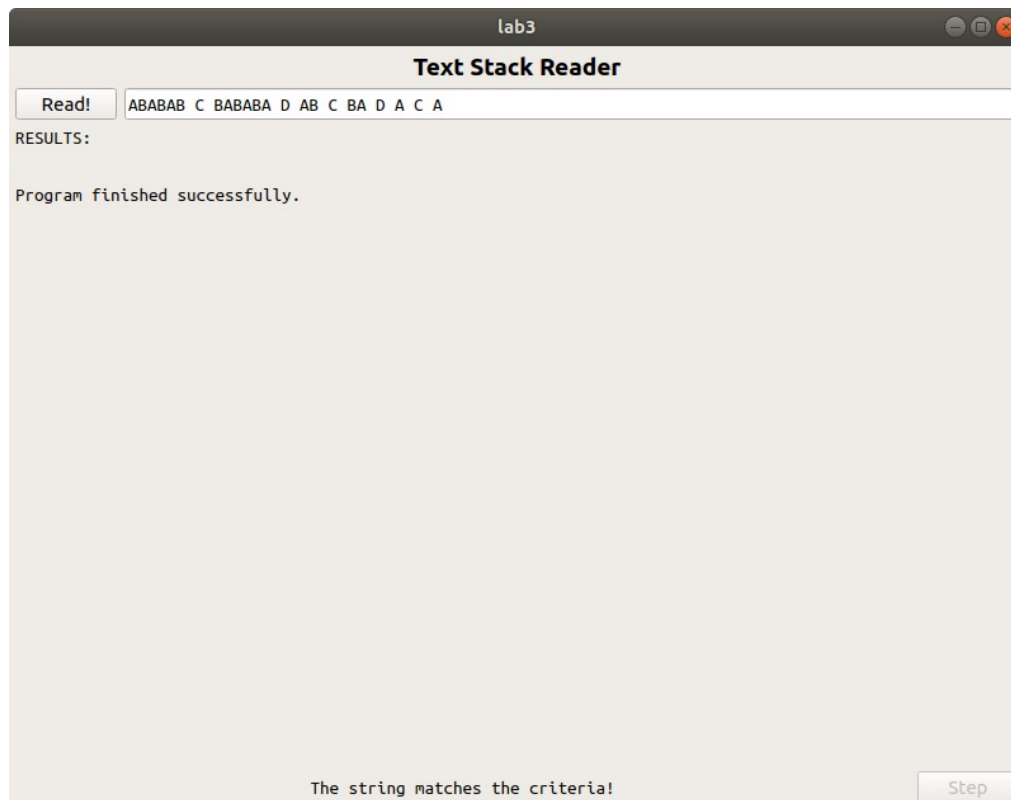 lab3
Text Stack Reader
Read! ABABAB C BABABA D AB C BA D A C A
RESULTS:
Program finished successfully.
The string matches the criteria! Step